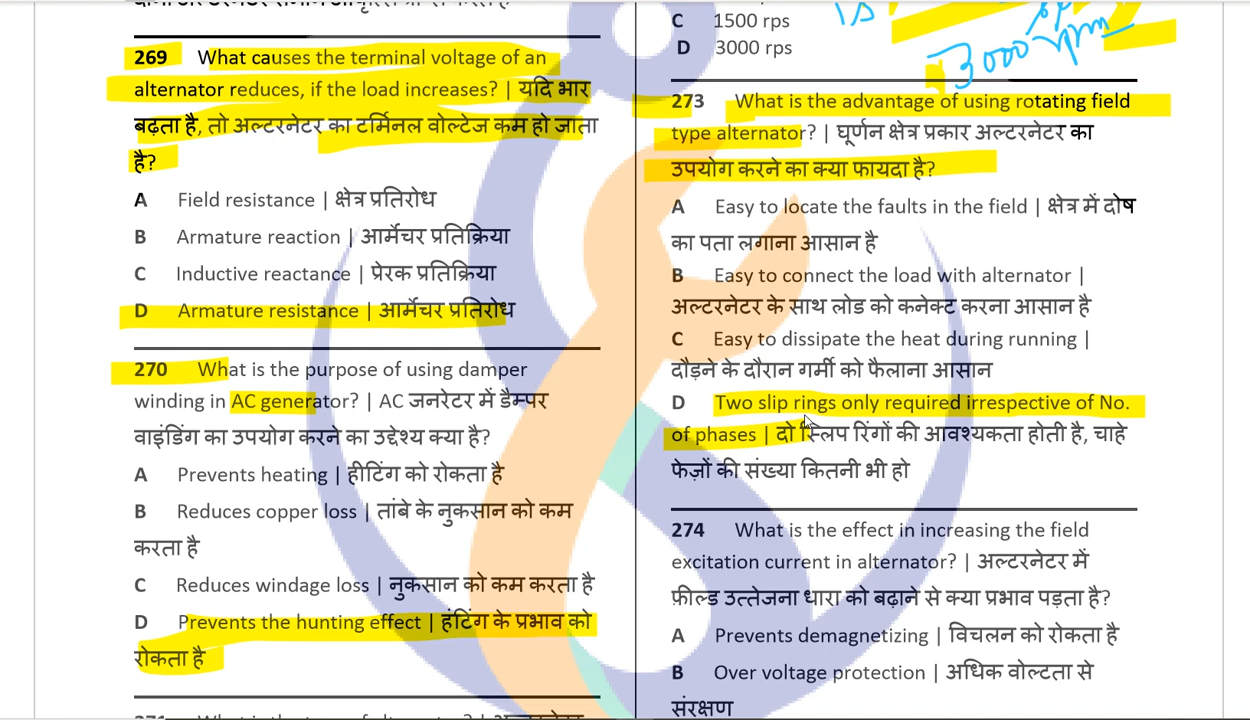 269 What causes the terminal voltage of an
alternator reduces, if the load increases? | यदि भार
बढ़ता है, तो अल्टरनेटर का टर्मिनल वोल्टेज कम हो जाता
है?
A Field resistance | क्षेत्र प्रतिरोध
B Armature reaction | आर्मेचर प्रतिक्रिया
C Inductive reactance | प्रेरक प्रतिक्रिया
D Armature resistance | आर्मेचर प्रतिरोध
270 What is the purpose of using damper
winding in AC generator? | AC जनरेटर में डैम्पर
वाइंडिंग का उपयोग करने का उद्देश्य क्या है?
A Prevents heating | हीटिंग को रोकता है
B Reduces copper loss | तांबे के नुकसान को कम
करता है
C Reduces windage loss | नुकसान को कम करता है
D Prevents the hunting effect | हंटिंग के प्रभाव को
रोकता है
C 1500 rps
D 3000 rps
is
3000 rpm
273 What is the advantage of using rotating field
type alternator? | घूर्णन क्षेत्र प्रकार अल्टरनेटर का
उपयोग करने का क्या फायदा है?
A Easy to locate the faults in the field | क्षेत्र में दोष
का पता लगाना आसान है
B Easy to connect the load with alternator |
अल्टरनेटर के साथ लोड को कनेक्ट करना आसान है
C Easy to dissipate the heat during running |
दौड़ने के दौरान गर्मी को फैलाना आसान
D Two slip rings only required irrespective of No.
of phases | दो स्लिप रिंगों की आवश्यकता होती है, चाहे
फेज़ों की संख्या कितनी भी हो
274 What is the effect in increasing the field
excitation current in alternator? | अल्टरनेटर में
फ़ील्ड उत्तेजना धारा को बढ़ाने से क्या प्रभाव पड़ता है?
A Prevents demagnetizing | विचलन को रोकता है
B Over voltage protection | अधिक वोल्टता से
संरक्षण